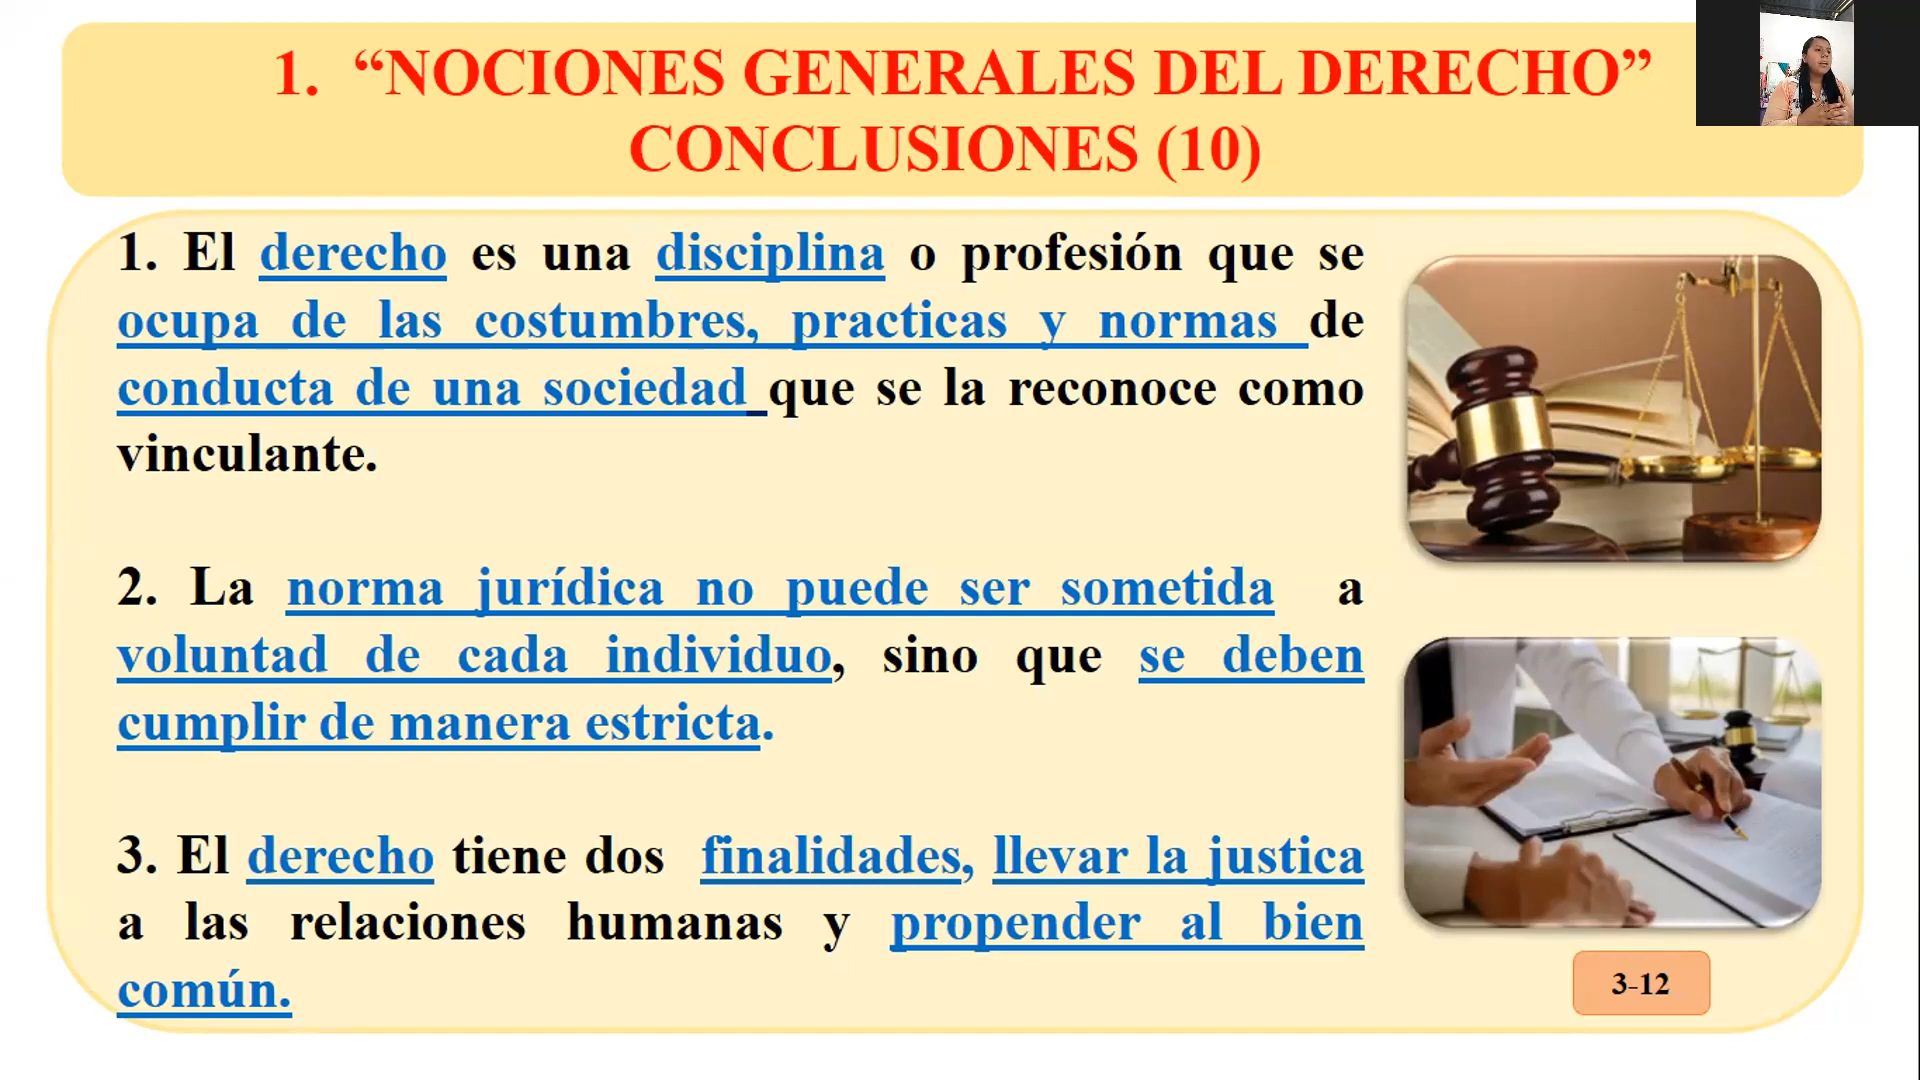 1. “NOCIONES GENERALES DEL DERECHO”
CONCLUSIONES (10)
1. El derecho es una disciplina o profesión que se
ocupa de las costumbres, practicas y normas de
conducta de una sociedad que se la reconoce como
vinculante.
2. La norma jurídica no puede ser sometida a
voluntad de cada individuo, sino que se deben
cumplir de manera estricta.
3. El derecho tiene dos finalidades, llevar la justica
a las relaciones humanas y propender al bien
común.
3-12